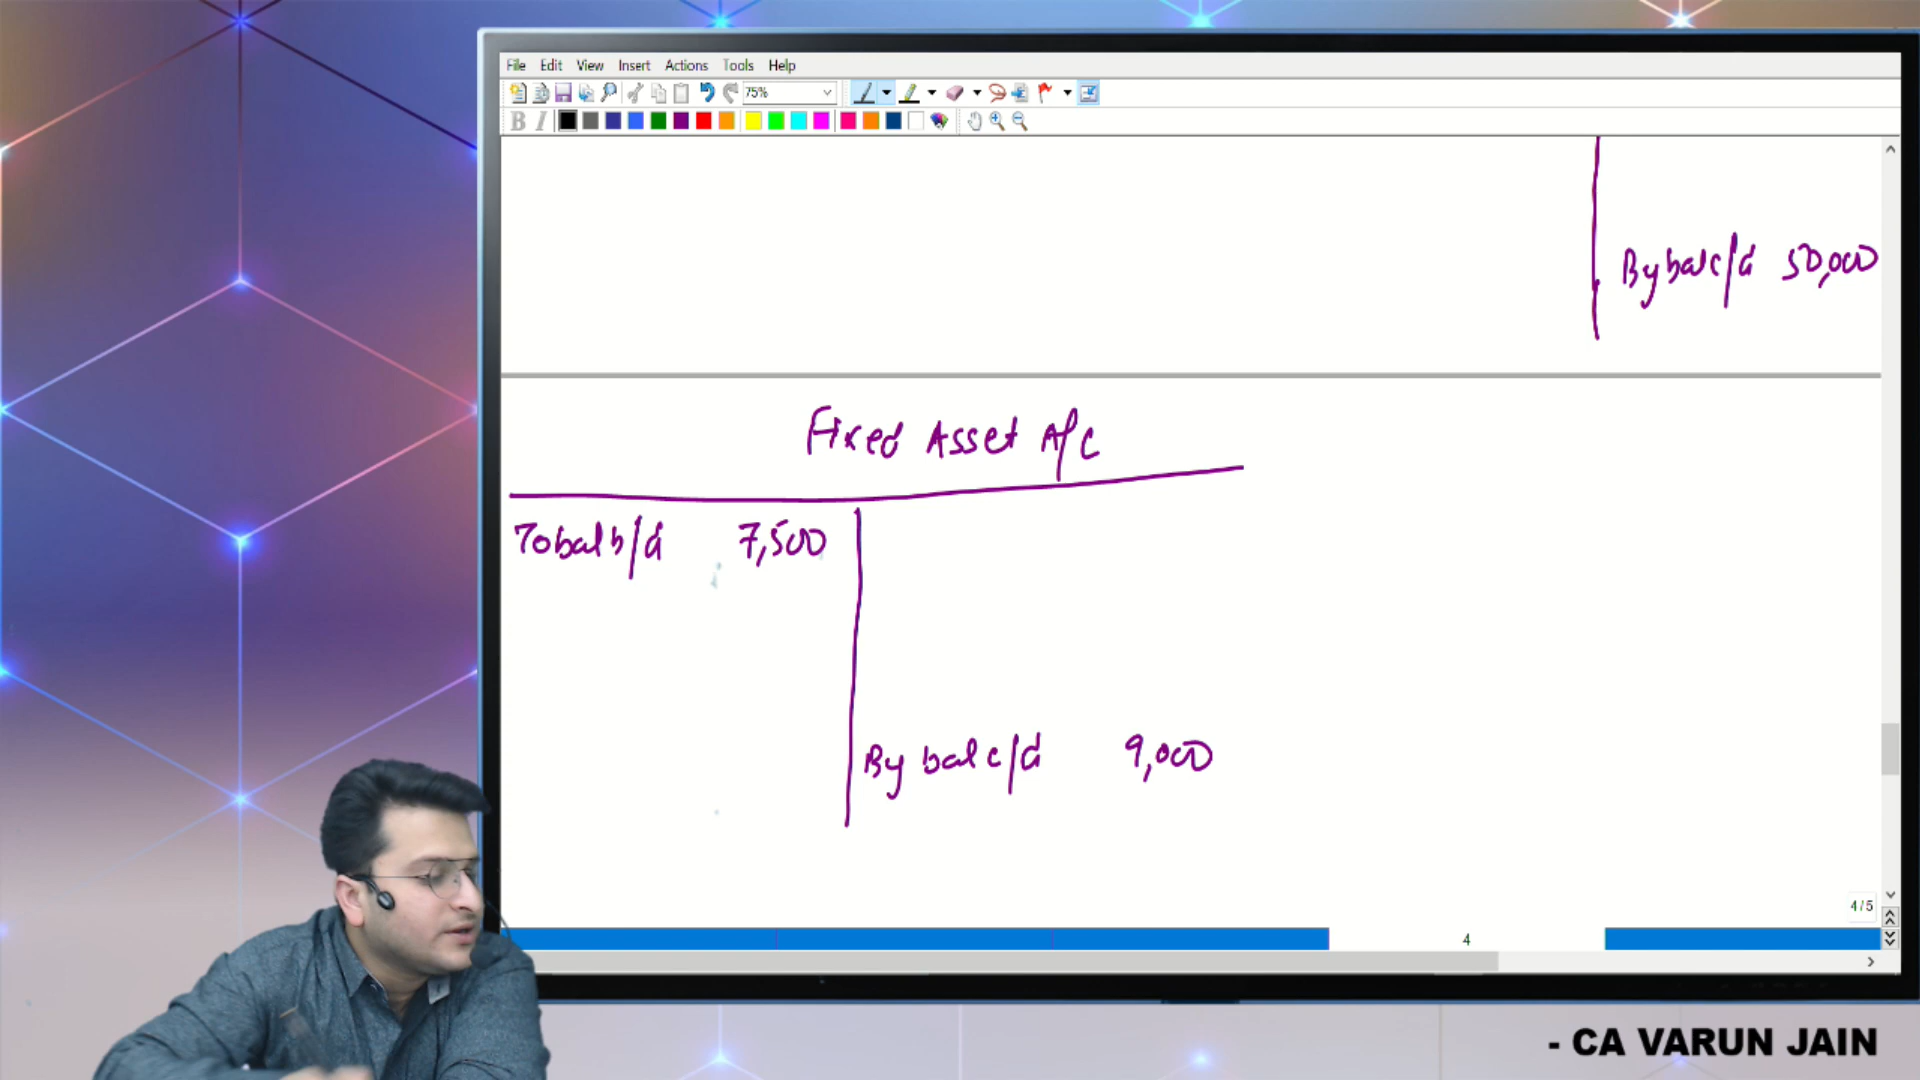 File Edit View Insert Actions Tools Help
75%
B I
By bal c/d 50,000
Fixed Asset A/C
To bal b/d 7,500
By bal c/d 9,000
4/5
4
- CA VARUN JAIN